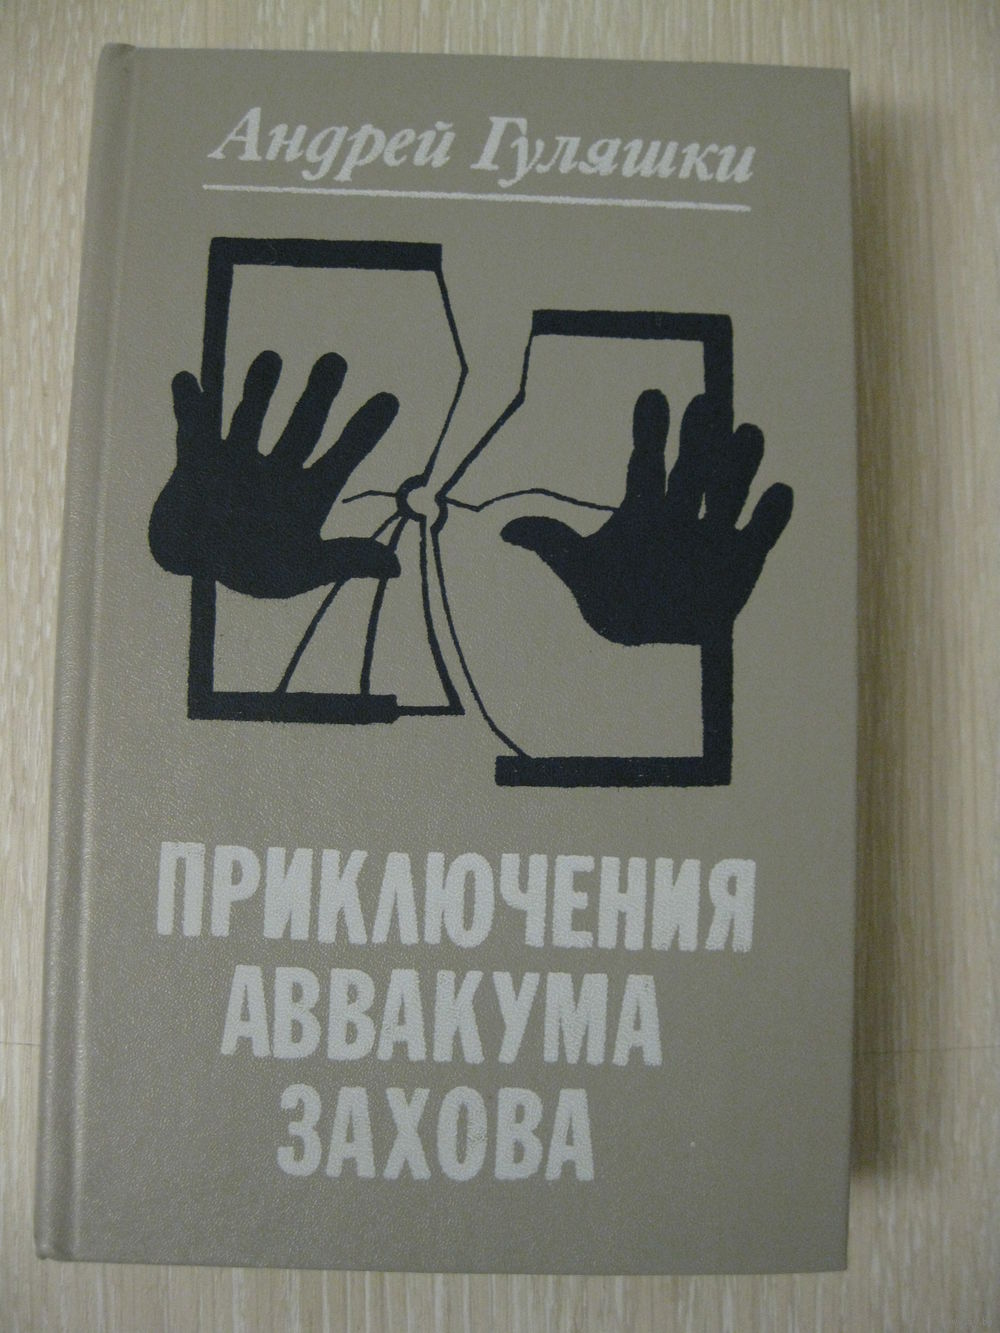 Андрей Гуляшки
ПРИКЛЮЧЕНИЯ
АВВАКУМА
ЗАХОВА